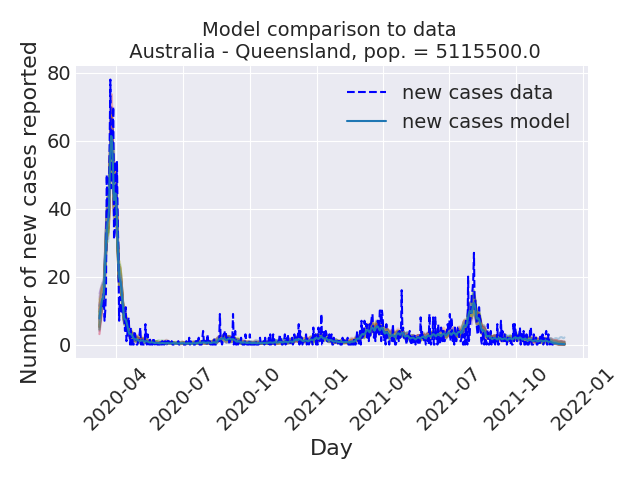 Model comparison to data
Australia - Queensland, pop. = 5115500.0
Number of new cases reported
80
60
40
20
0
new cases data
new cases model
2020-04
2020-07
2020-10
2021-01
2021-04
2021-07
2021-10
2022-01
Day